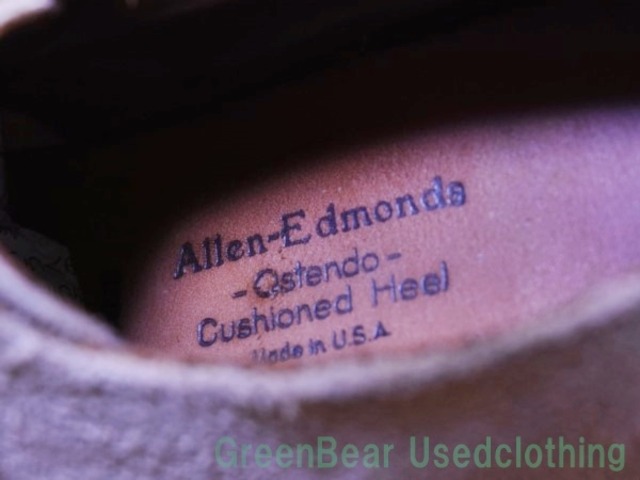 Allen-Edmonds
- Ostendo -
Cushioned Heel
Made in U.S.A
GreenBear Usedclothing